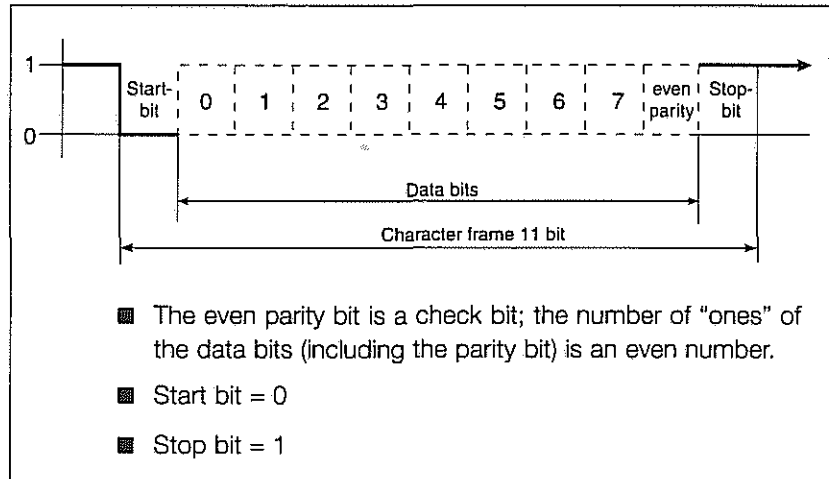 1
Start-
bit
0 1 2 3 4 5 6 7
even
parity
Stop-
bit
0
Data bits
Character frame 11 bit
■ The even parity bit is a check bit; the number of "ones" of
the data bits (including the parity bit) is an even number.
■ Start bit = 0
■ Stop bit = 1